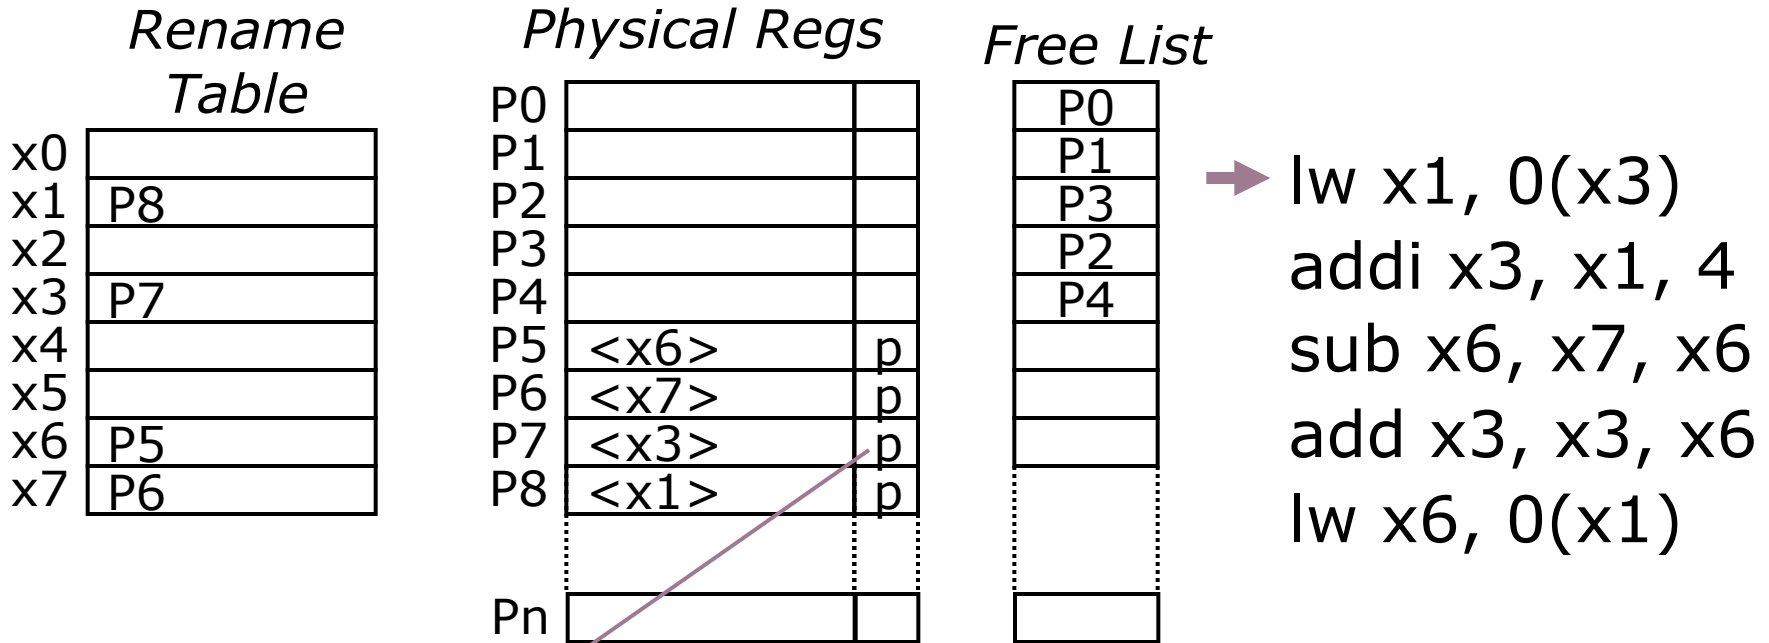 Rename
Table
x0
x1 P8
x2
x3 P7
x4
x5
x6 P5
x7 P6
Physical Regs
P0
P1
P2
P3
P4
P5 <x6> p
P6 <x7> p
P7 <x3> p
P8 <x1> p
Pn
Free List
P0
P1
P3
P2
P4
lw x1, 0(x3)
addi x3, x1, 4
sub x6, x7, x6
add x3, x3, x6
lw x6, 0(x1)